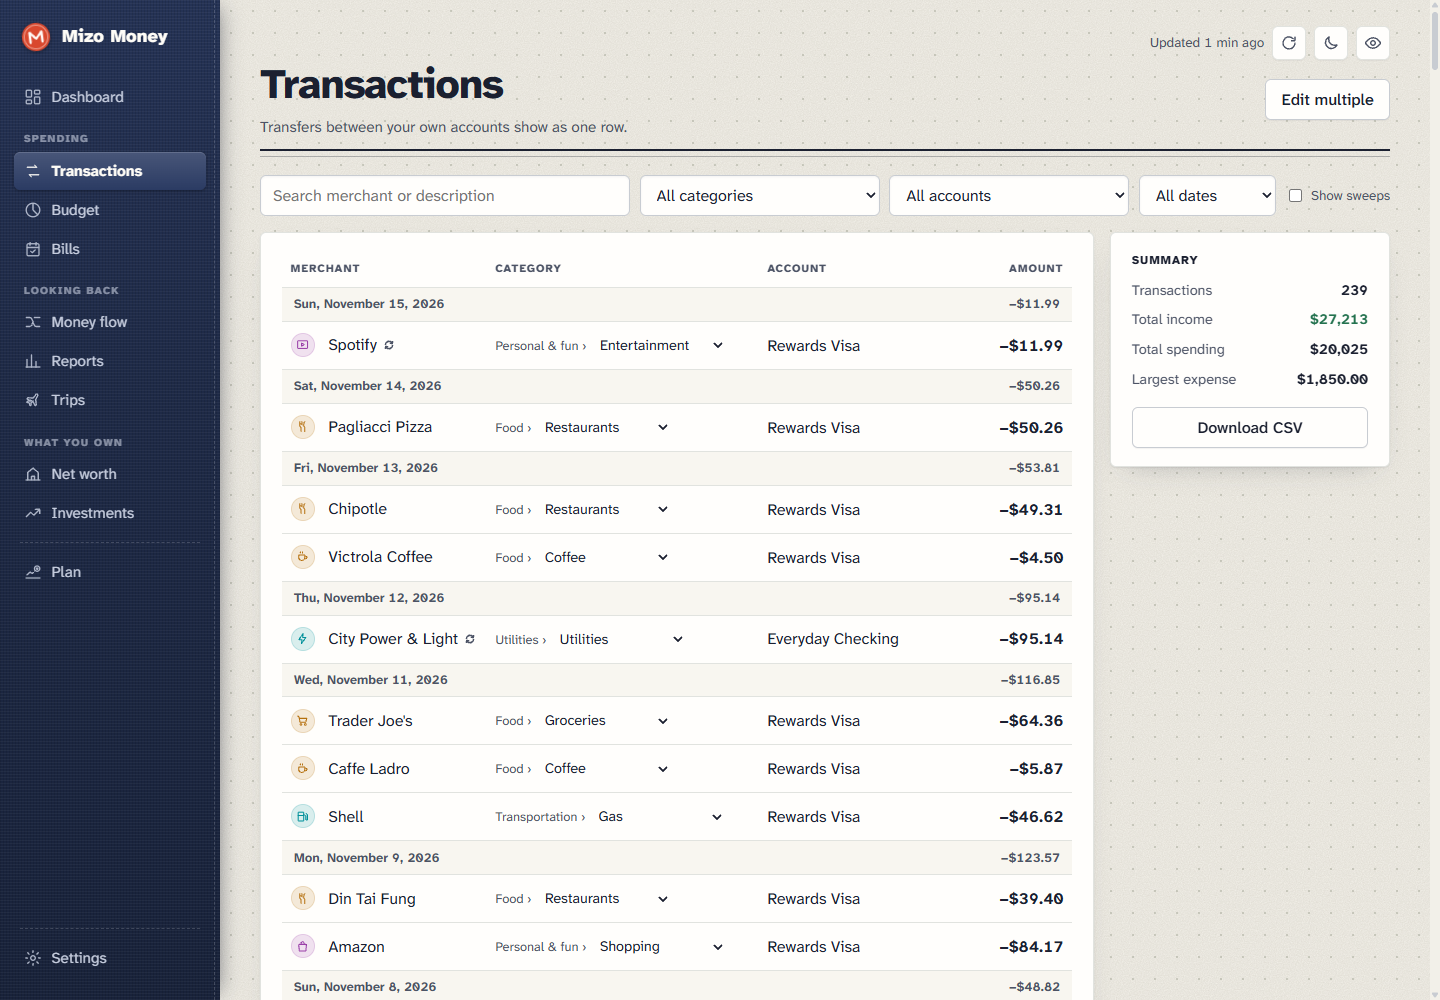 Mizo Money
Dashboard
SPENDING
Transactions
Budget
Bills
LOOKING BACK
Money flow
Reports
Trips
WHAT YOU OWN
Net worth
Investments
Plan
Settings
Updated 1 min ago
Transactions
Edit multiple
Transfers between your own accounts show as one row.
Search merchant or description
All categories
All accounts
All dates
Show sweeps
MERCHANT CATEGORY ACCOUNT AMOUNT
Sun, November 15, 2026 −$11.99
Spotify Personal & fun › Entertainment Rewards Visa −$11.99
Sat, November 14, 2026 −$50.26
Pagliacci Pizza Food › Restaurants Rewards Visa −$50.26
Fri, November 13, 2026 −$53.81
Chipotle Food › Restaurants Rewards Visa −$49.31
Victrola Coffee Food › Coffee Rewards Visa −$4.50
Thu, November 12, 2026 −$95.14
City Power & Light Utilities › Utilities Everyday Checking −$95.14
Wed, November 11, 2026 −$116.85
Trader Joe's Food › Groceries Rewards Visa −$64.36
Caffe Ladro Food › Coffee Rewards Visa −$5.87
Shell Transportation › Gas Rewards Visa −$46.62
Mon, November 9, 2026 −$123.57
Din Tai Fung Food › Restaurants Rewards Visa −$39.40
Amazon Personal & fun › Shopping Rewards Visa −$84.17
Sun, November 8, 2026 −$48.82
SUMMARY
Transactions 239
Total income $27,213
Total spending $20,025
Largest expense $1,850.00
Download CSV